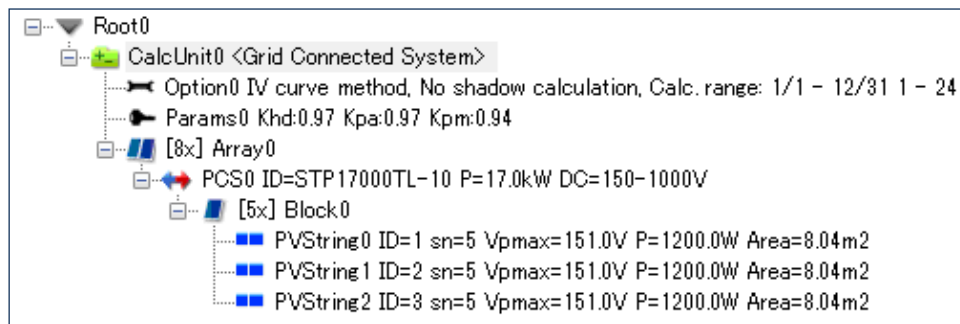 Root0
CalcUnit0 <Grid Connected System>
Option0 IV curve method, No shadow calculation, Calc. range: 1/1 - 12/31 1 - 24
Params0 Khd:0.97 Kpa:0.97 Kpm:0.94
[8x] Array0
PCS0 ID=STP17000TL-10 P=17.0kW DC=150-1000V
[5x] Block0
PVString0 ID=1 sn=5 Vpmax=151.0V P=1200.0W Area=8.04m2
PVString1 ID=2 sn=5 Vpmax=151.0V P=1200.0W Area=8.04m2
PVString2 ID=3 sn=5 Vpmax=151.0V P=1200.0W Area=8.04m2